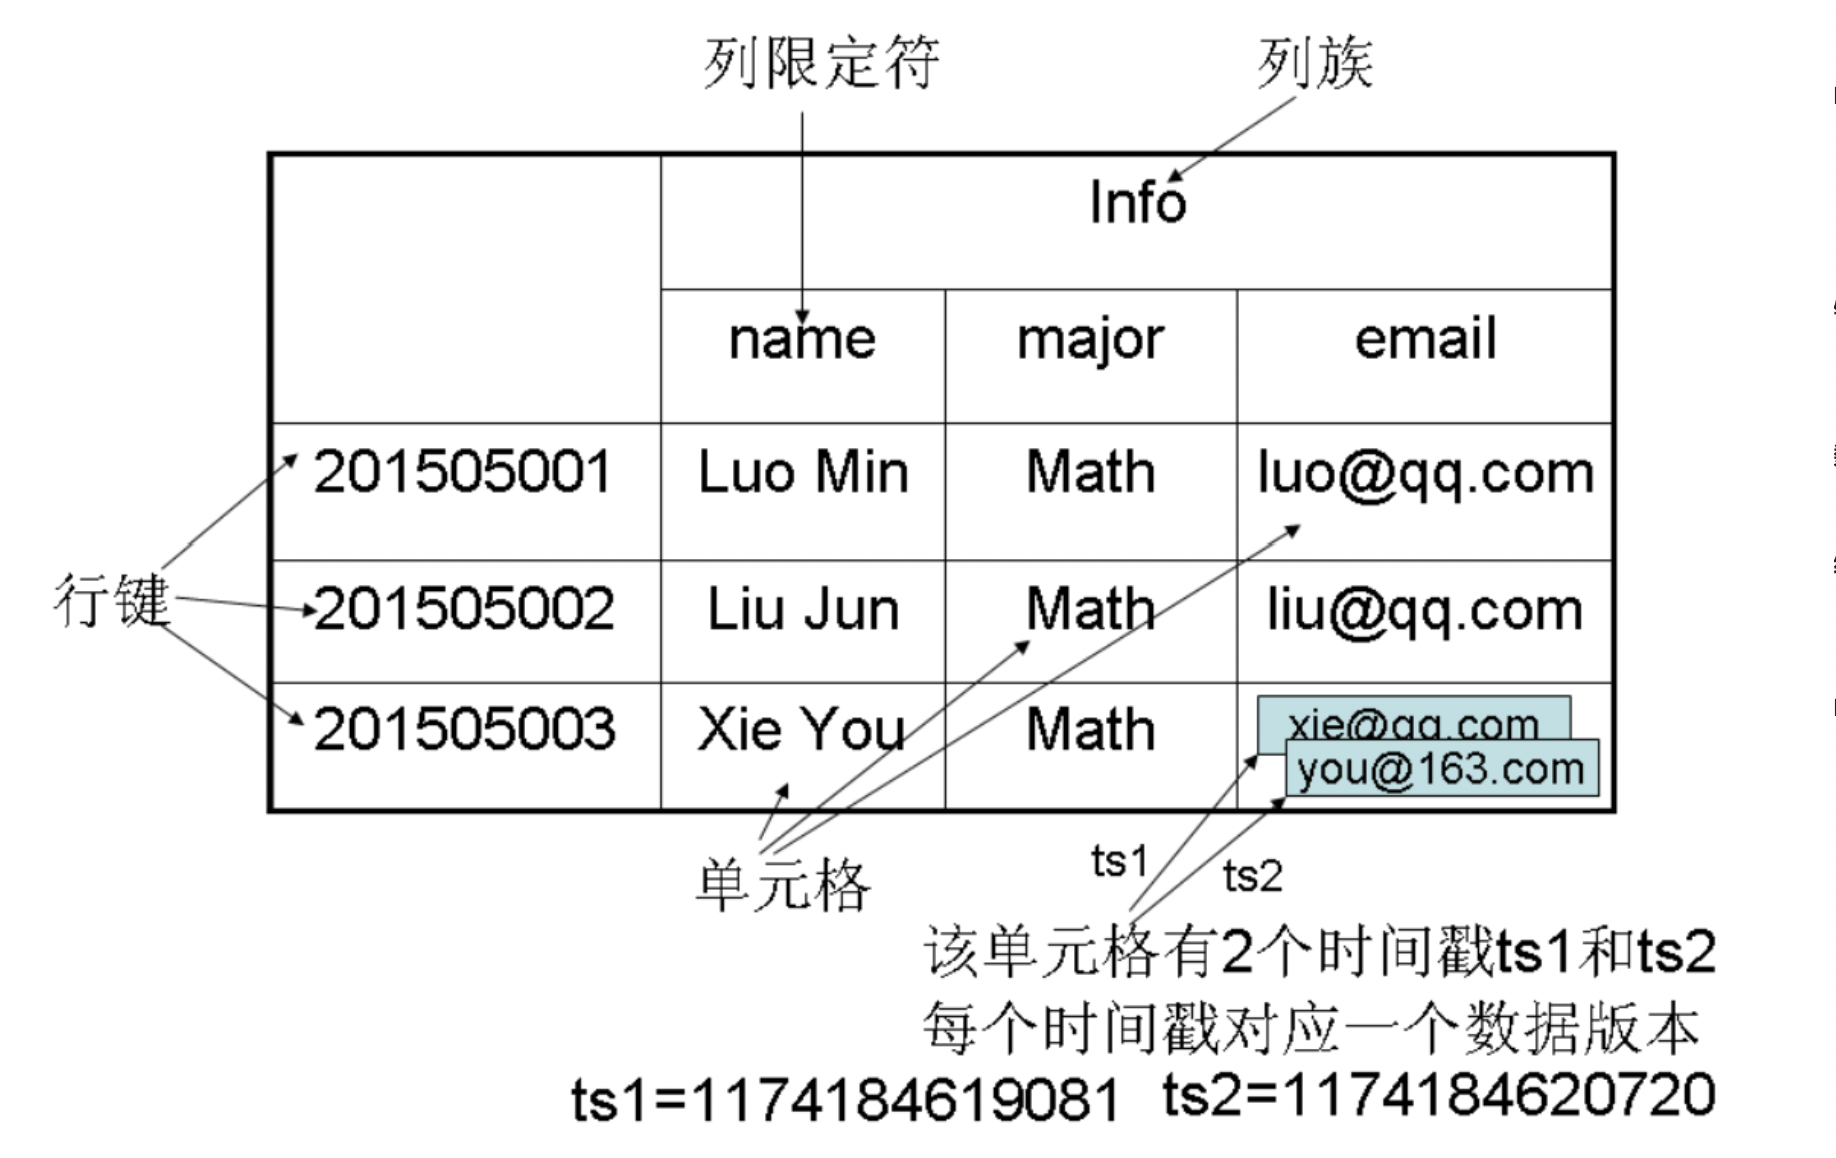 列限定符 列族
Info
name major email
201505001 Luo Min Math luo@qq.com
行键 201505002 Liu Jun Math liu@qq.com
201505003 Xie You Math xie@qq.com
you@163.com
单元格 ts1 ts2
该单元格有2个时间戳ts1和ts2
每个时间戳对应一个数据版本
ts1=1174184619081 ts2=1174184620720